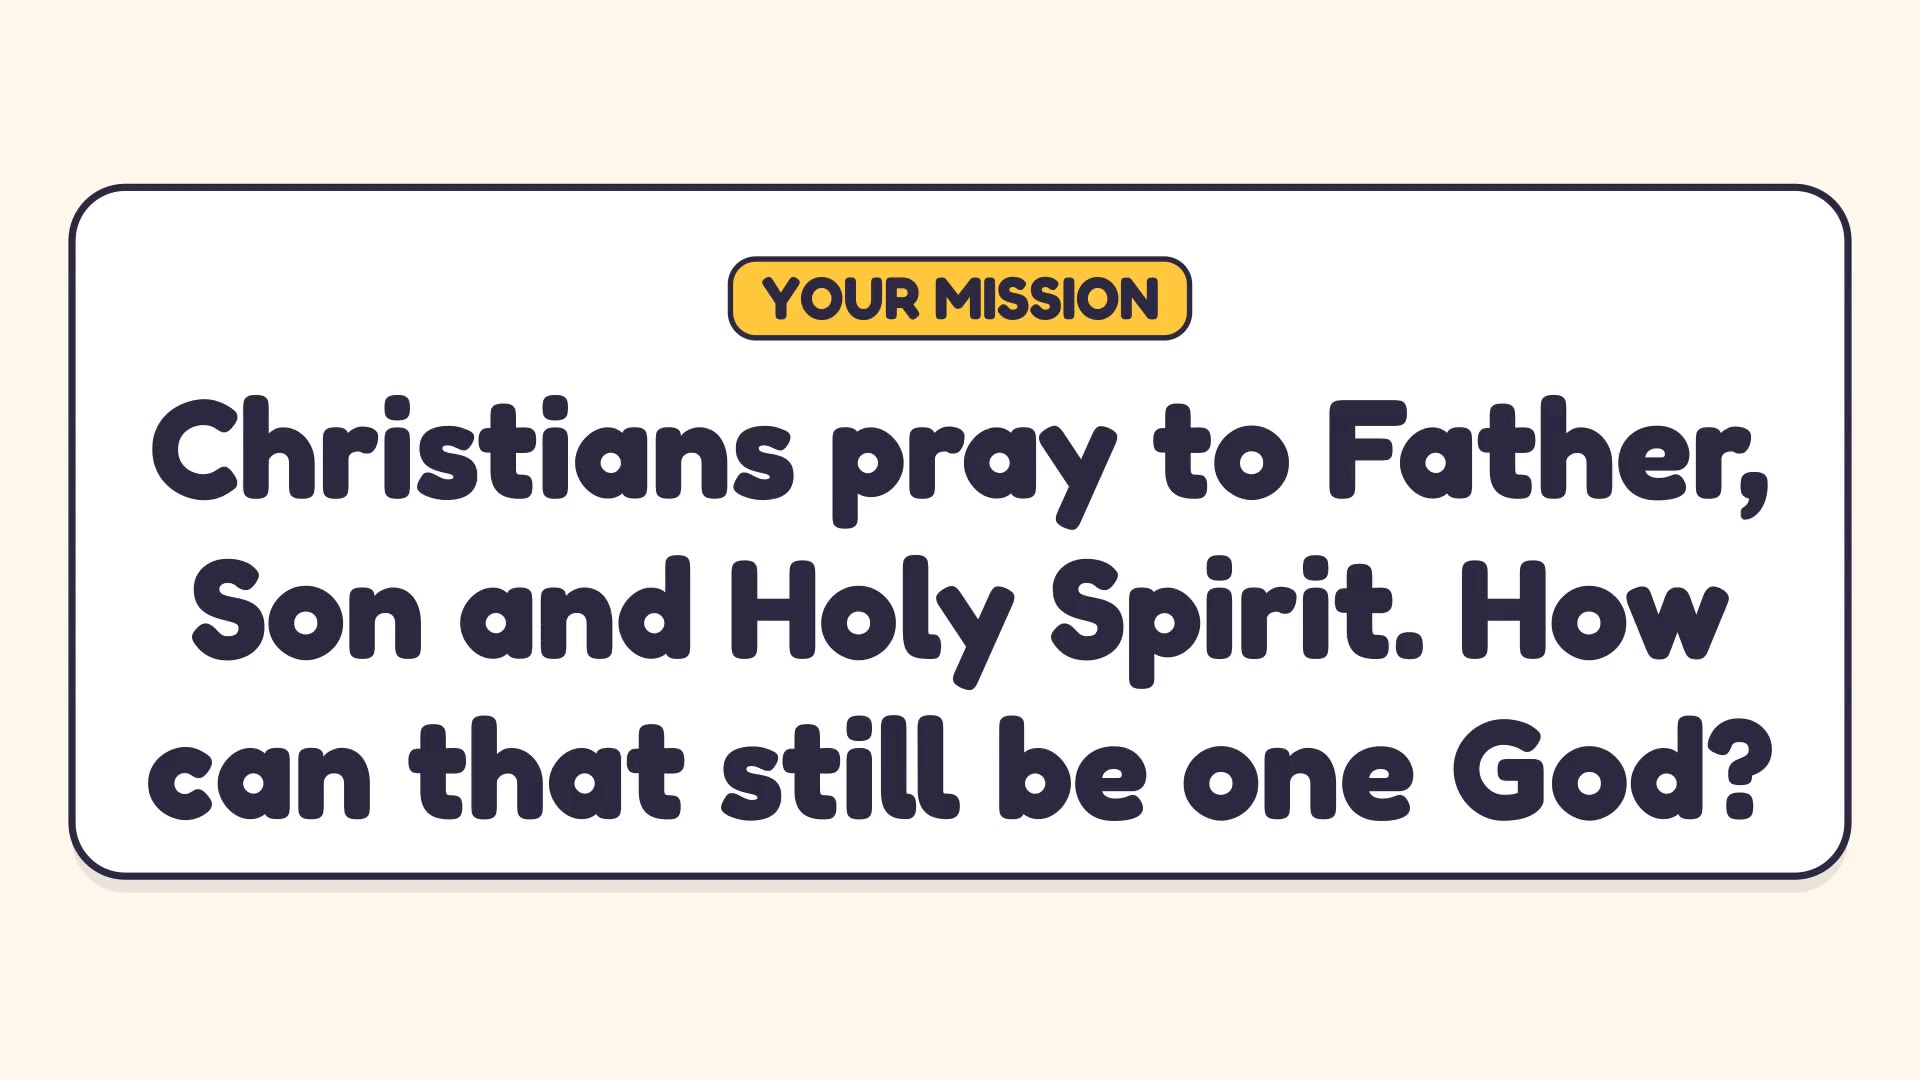 YOUR MISSION
Christians pray to Father,
Son and Holy Spirit. How
can that still be one God?